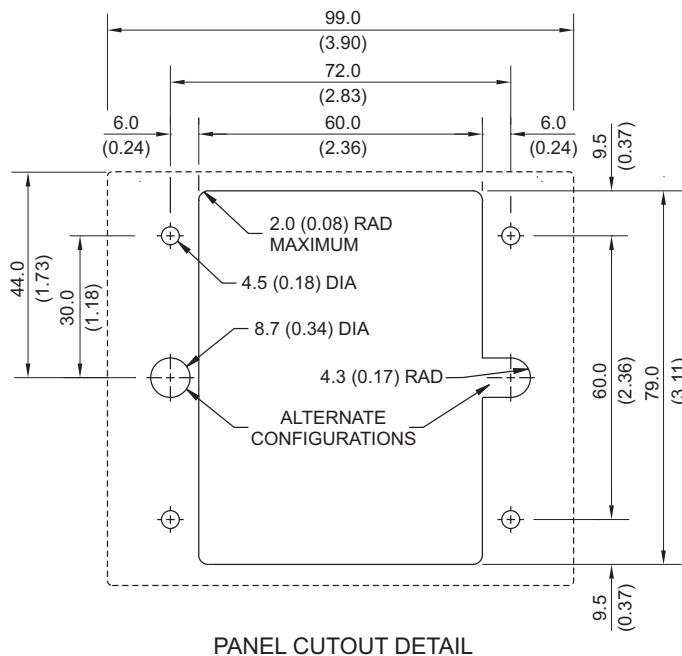 99.0
(3.90)
72.0
(2.83)
6.0
(0.24)
60.0
(2.36)
6.0
(0.24)
9.5
(0.37)
44.0
(1.73)
30.0
(1.18)
2.0 (0.08) RAD
MAXIMUM
4.5 (0.18) DIA
8.7 (0.34) DIA
4.3 (0.17) RAD
ALTERNATE
CONFIGURATIONS
60.0
(2.36)
79.0
(3.11)
9.5
(0.37)
PANEL CUTOUT DETAIL